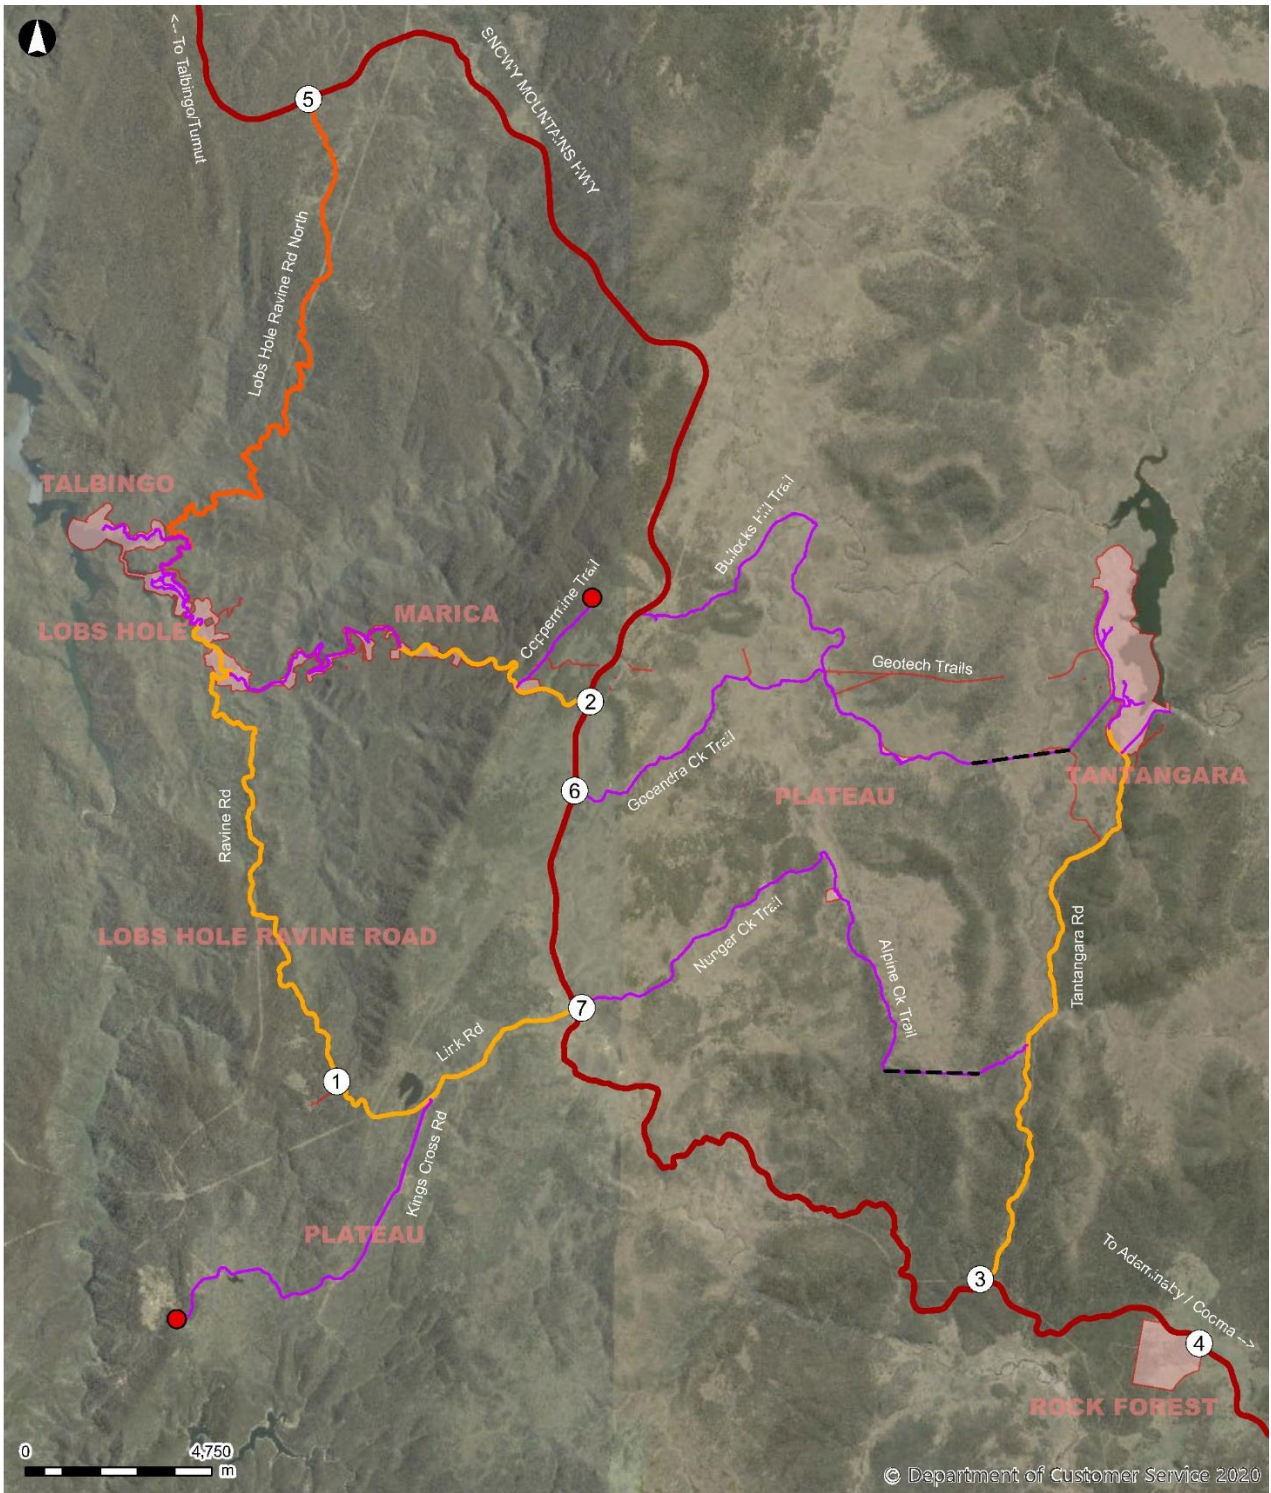 <-- To Talbingo/Tumut
5
SNOWY MOUNTAINS HWY
Lobs Hole Ravine Rd North
TALBINGO
Bullocks Hill Trail
Coppermine Trail
MARICA
LOBS HOLE
Geotech Trails
2
6
Gooandra Ck Trail
TANTANGARA
PLATEAU
Ravine Rd
LOBS HOLE RAVINE ROAD
Nungar Ck Trail
Alpine Ck Trail
Tantangara Rd
7
Link Rd
1
Kings Cross Rd
PLATEAU
3
To Adaminaby / Cooma -->
4
ROCK FOREST
0 4,750
m
© Department of Customer Service 2020